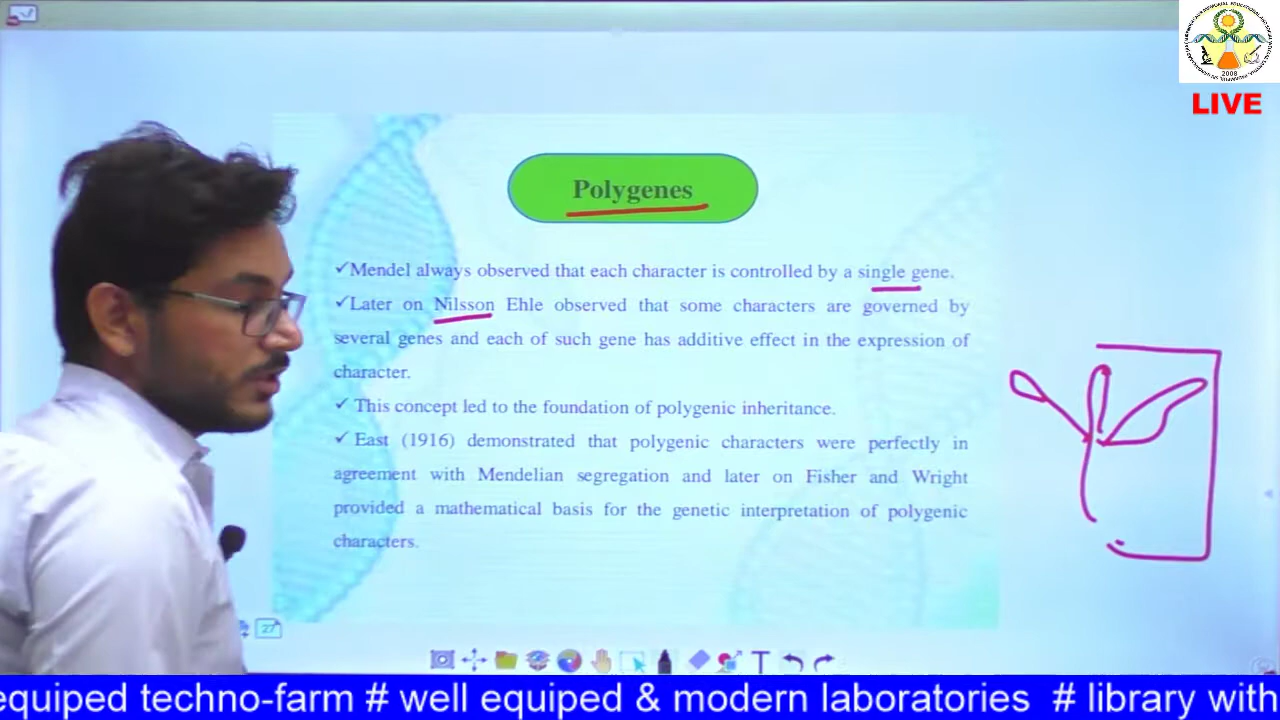 2008
LIVE
Polygenes
✓Mendel always observed that each character is controlled by a single gene.
✓Later on Nilsson Ehle observed that some characters are governed by
several genes and each of such gene has additive effect in the expression of
character.
✓ This concept led to the foundation of polygenic inheritance.
✓ East (1916) demonstrated that polygenic characters were perfectly in
agreement with Mendelian segregation and later on Fisher and Wright
provided a mathematical basis for the genetic interpretation of polygenic
characters.
27
T
equiped techno-farm # well equiped & modern laboratories # library with